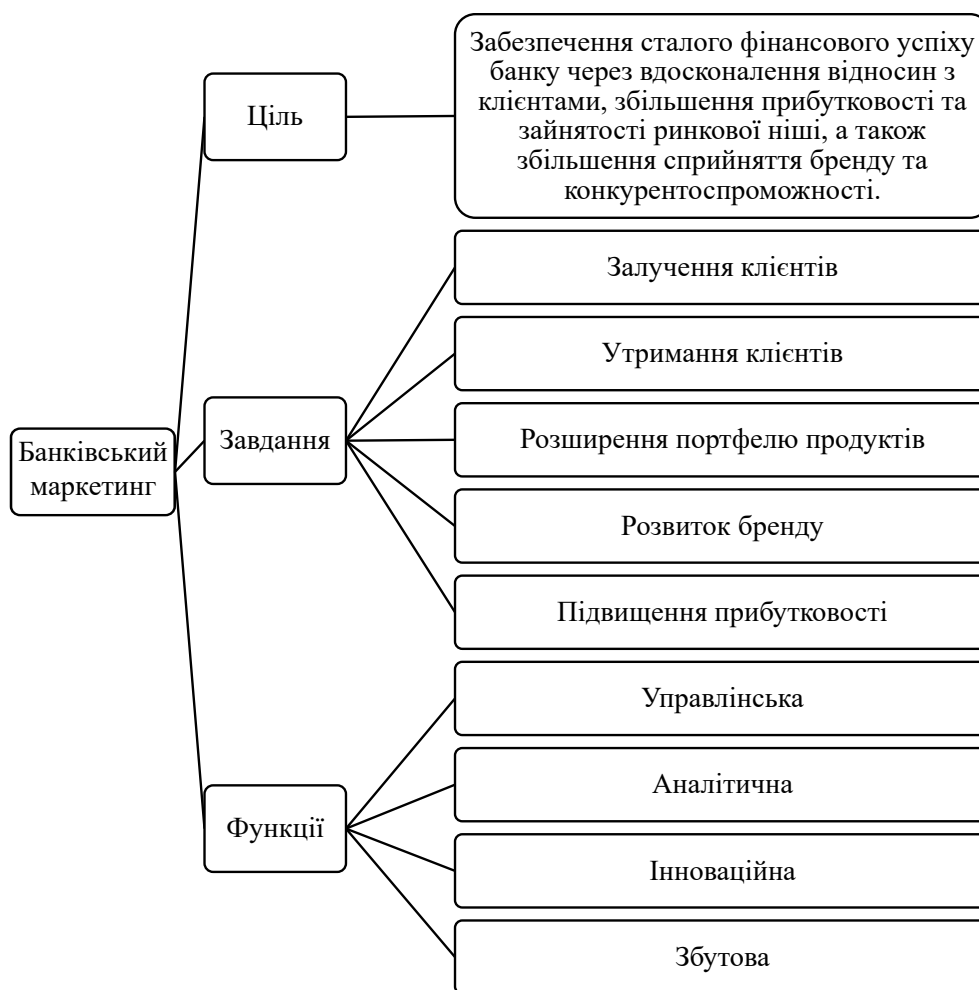 Банківський
маркетинг
Ціль
Забезпечення сталого фінансового успіху
банку через вдосконалення відносин з
клієнтами, збільшення прибутковості та
зайнятості ринкової ніші, а також
збільшення сприйняття бренду та
конкурентоспроможності.
Завдання
Залучення клієнтів
Утримання клієнтів
Розширення портфелю продуктів
Розвиток бренду
Підвищення прибутковості
Функції
Управлінська
Аналітична
Інноваційна
Збутова